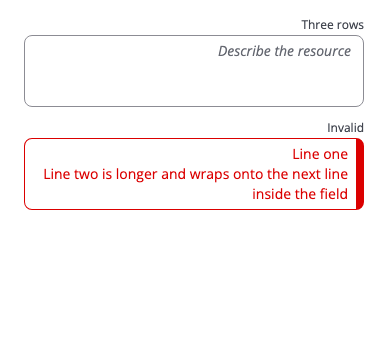 Three rows
Describe the resource
Invalid
Line one
Line two is longer and wraps onto the next line
inside the field